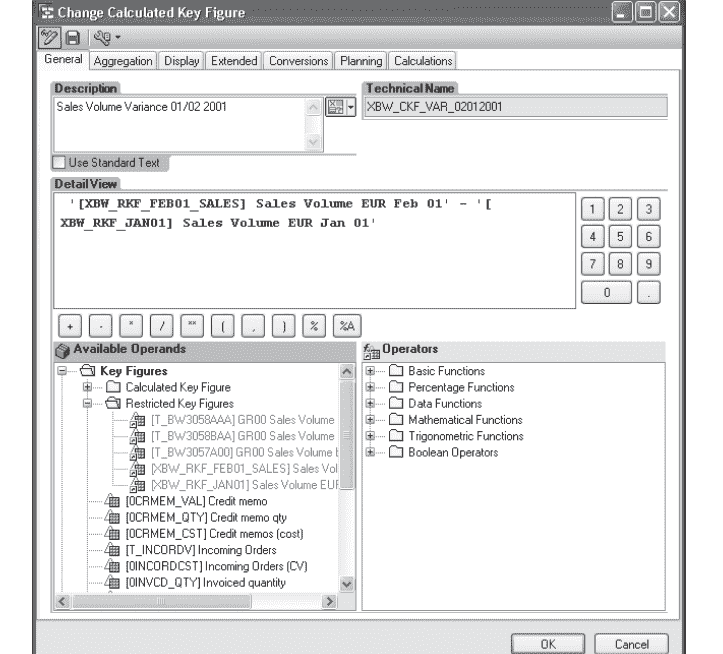 Change Calculated Key Figure
General Aggregation Display Extended Conversions Planning Calculations
Description
Technical Name
Sales Volume Variance 01/02 2001
XBW_CKF_VAR_02012001
Use Standard Text
Detail View
'[XBW_RKF_FEB01_SALES] Sales Volume EUR Feb 01' - '[
XBW_RKF_JAN01] Sales Volume EUR Jan 01'
1 2 3
4 5 6
7 8 9
0 .
+ - * / ** ( , ) % %A
Available Operands
Operators
Key Figures
Calculated Key Figure
Restricted Key Figures
[T_BW3058AAA] GR00 Sales Volume
[T_BW3058BAA] GR00 Sales Volume
[T_BW3057A00] GR00 Sales Volume
[XBW_RKF_FEB01_SALES] Sales Vol
[XBW_RKF_JAN01] Sales Volume EUR
[0CRMEM_VAL] Credit memo
[0CRMEM_QTY] Credit memo qty
[0CRMEM_CST] Credit memos (cost)
[T_INCORDV] Incoming Orders
[0INCORDCST] Incoming Orders (CV)
[0INVCD_QTY] Invoiced quantity
Basic Functions
Percentage Functions
Data Functions
Mathematical Functions
Trigonometric Functions
Boolean Operators
OK Cancel